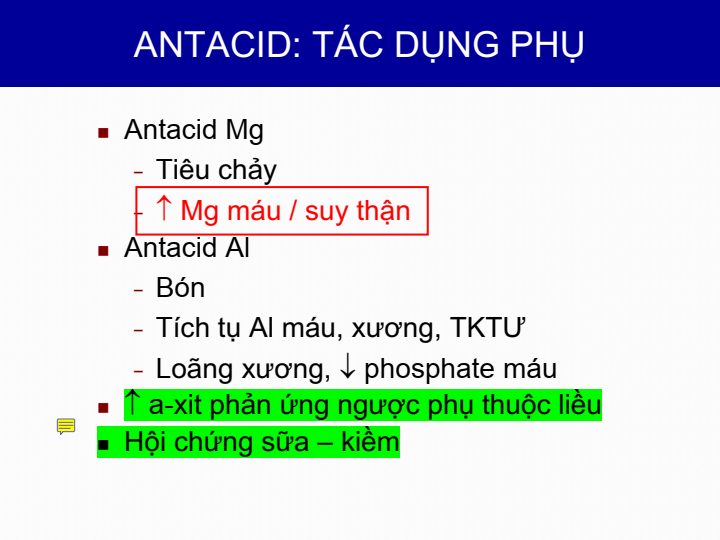 ANTACID: TÁC DỤNG PHỤ
■ Antacid Mg
– Tiêu chảy
– ↑ Mg máu / suy thận
■ Antacid Al
– Bón
– Tích tụ Al máu, xương, TKTƯ
– Loãng xương, ↓ phosphate máu
■ ↑ a-xit phản ứng ngược phụ thuộc liều
■ Hội chứng sữa – kiềm